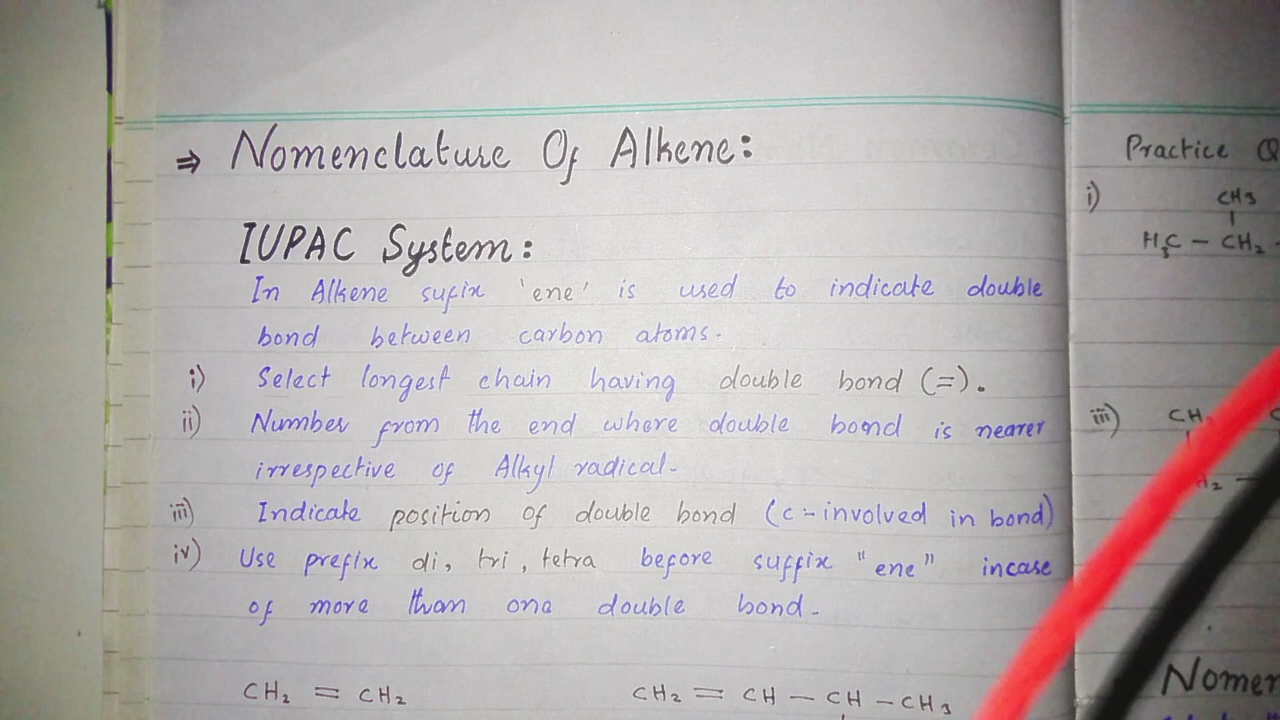 ⇒ Nomenclature Of Alkene:
IUPAC System:
In Alkene sufix 'ene' is used to indicate double
bond between carbon atoms.
i) Select longest chain having double bond (=).
ii) Number from the end where double bond is nearer
irrespective of Alkyl radical.
iii) Indicate position of double bond (c-involved in bond)
iv) Use prefix di, tri, tetra before suffix "ene" incase
of more than one double bond.
CH2 = CH2
CH2 = CH - CH - CH3
Practice Q
i)
CH3
H3C - CH2 -
iii)
CH
H2 -
Nomen